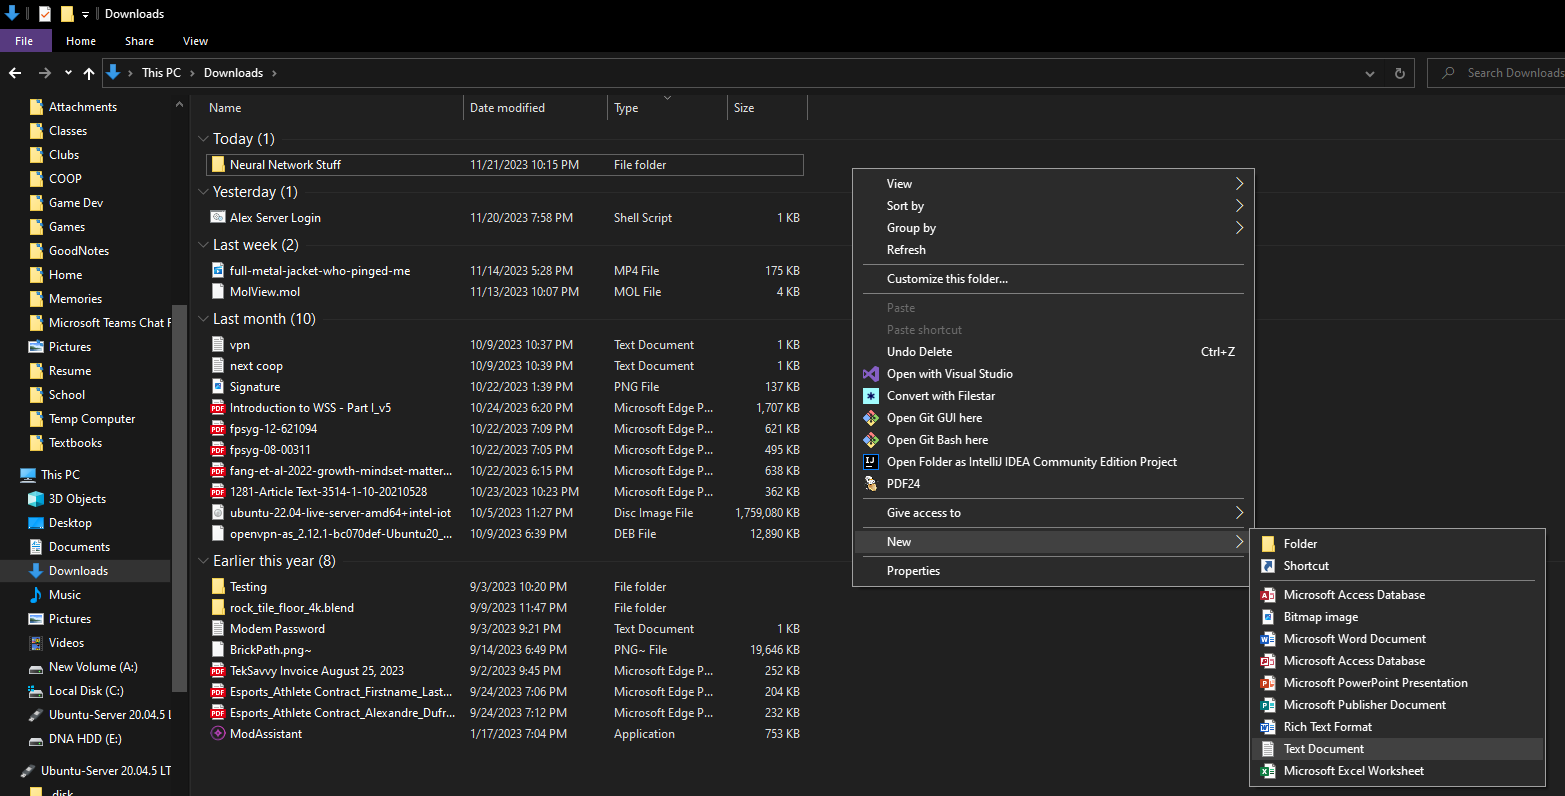 Downloads
File Home Share View
This PC Downloads Search Downloads
Name Date modified Type Size
Attachments
Classes
Clubs
COOP
Game Dev
Games
GoodNotes
Home
Memories
Microsoft Teams Chat F
Pictures
Resume
School
Temp Computer
Textbooks
This PC
3D Objects
Desktop
Documents
Downloads
Music
Pictures
Videos
New Volume (A:)
Local Disk (C:)
Ubuntu-Server 20.04.5 L
DNA HDD (E:)
Ubuntu-Server 20.04.5 LT
.disk
Today (1)
Neural Network Stuff 11/21/2023 10:15 PM File folder
Yesterday (1)
Alex Server Login 11/20/2023 7:58 PM Shell Script 1 KB
Last week (2)
full-metal-jacket-who-pinged-me 11/14/2023 5:28 PM MP4 File 175 KB
MolView.mol 11/13/2023 10:07 PM MOL File 4 KB
Last month (10)
vpn 10/9/2023 10:37 PM Text Document 1 KB
next coop 10/9/2023 10:39 PM Text Document 1 KB
Signature 10/22/2023 1:39 PM PNG File 137 KB
PDF Introduction to WSS - Part I_v5 10/24/2023 6:20 PM Microsoft Edge P... 1,707 KB
PDF fpsyg-12-621094 10/22/2023 7:09 PM Microsoft Edge P... 621 KB
PDF fpsyg-08-00311 10/22/2023 7:05 PM Microsoft Edge P... 495 KB
PDF fang-et-al-2022-growth-mindset-matter... 10/22/2023 6:15 PM Microsoft Edge P... 638 KB
PDF 1281-Article Text-3514-1-10-20210528 10/23/2023 10:23 PM Microsoft Edge P... 362 KB
ubuntu-22.04-live-server-amd64+intel-iot 10/5/2023 11:27 PM Disc Image File 1,759,080 KB
openvpn-as_2.12.1-bc070def-Ubuntu20_... 10/9/2023 6:39 PM DEB File 12,890 KB
Earlier this year (8)
Testing 9/3/2023 10:20 PM File folder
rock_tile_floor_4k.blend 9/9/2023 11:47 PM File folder
Modem Password 9/3/2023 9:21 PM Text Document 1 KB
BrickPath.png~ 9/14/2023 6:49 PM PNG~ File 19,646 KB
PDF TekSavvy Invoice August 25, 2023 9/2/2023 9:45 PM Microsoft Edge P... 252 KB
PDF Esports_Athlete Contract_Firstname_Last... 9/24/2023 7:06 PM Microsoft Edge P... 204 KB
PDF Esports_Athlete Contract_Alexandre_Dufr... 9/24/2023 7:12 PM Microsoft Edge P... 232 KB
ModAssistant 1/17/2023 7:04 PM Application 753 KB
View
Sort by
Group by
Refresh
Customize this folder...
Paste
Paste shortcut
Undo Delete Ctrl+Z
Open with Visual Studio
Convert with Filestar
Open Git GUI here
Open Git Bash here
IJ Open Folder as IntelliJ IDEA Community Edition Project
PDF24
Give access to
New
Properties
Folder
Shortcut
Microsoft Access Database
Bitmap image
Microsoft Word Document
Microsoft Access Database
Microsoft PowerPoint Presentation
Microsoft Publisher Document
Rich Text Format
Text Document
Microsoft Excel Worksheet